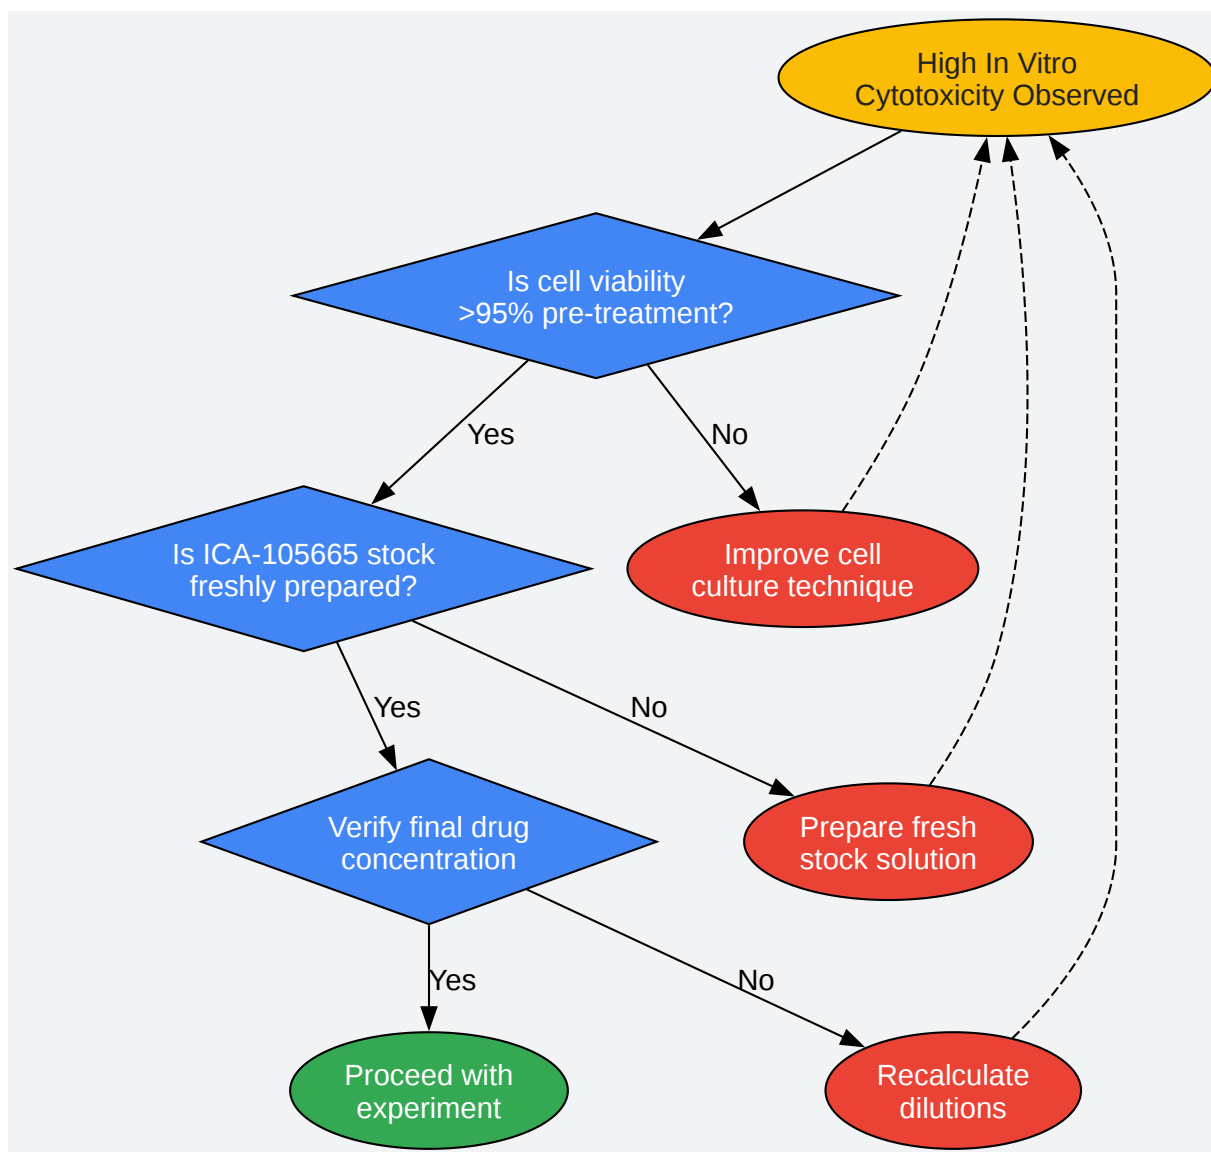 High In Vitro
Cytotoxicity Observed
Is cell viability
>95% pre-treatment?
Yes
No
Is ICA-105665 stock
freshly prepared?
Improve cell
culture technique
Yes
No
Verify final drug
concentration
Prepare fresh
stock solution
Yes
No
Proceed with
experiment
Recalculate
dilutions